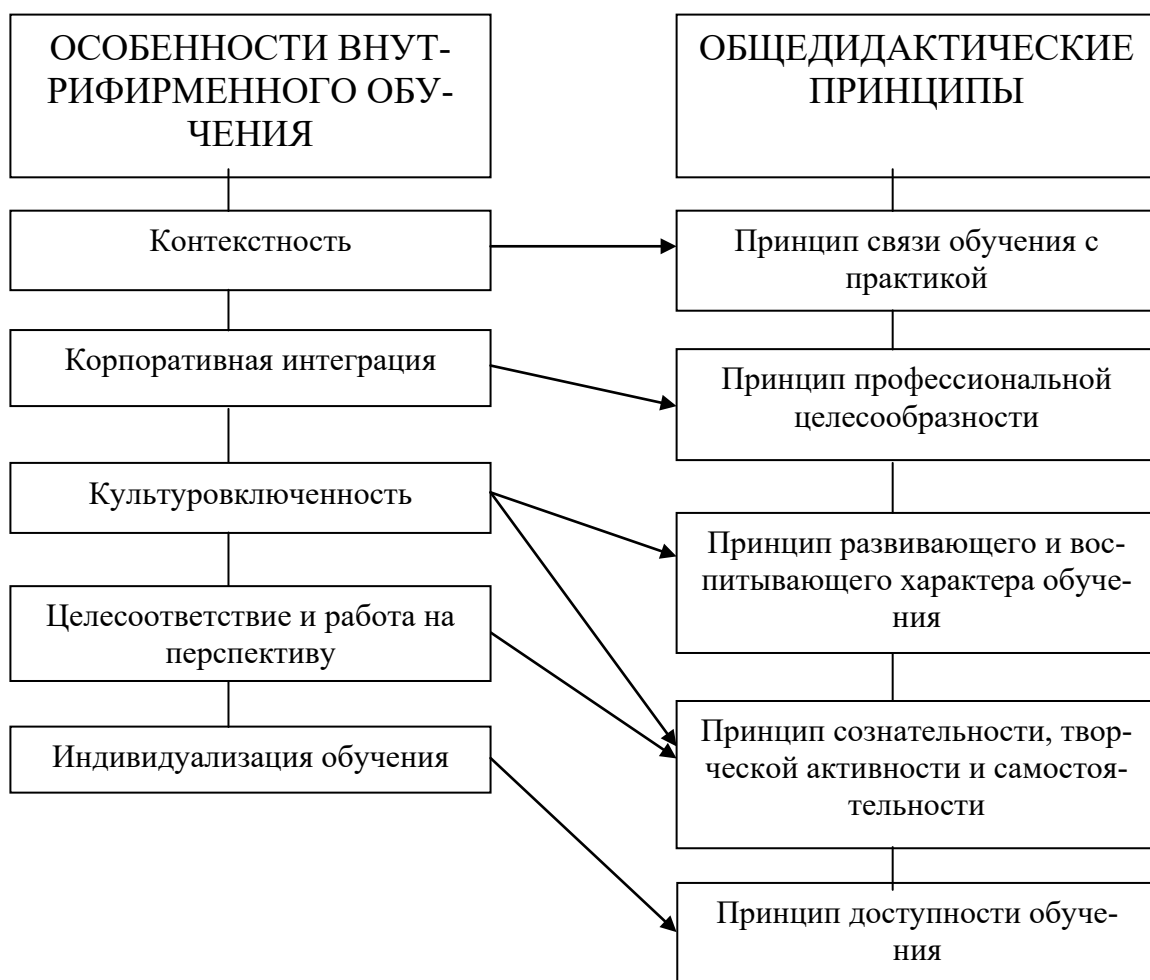 ОСОБЕННОСТИ ВНУТ-
РИФИРМЕННОГО ОБУ-
ЧЕНИЯ
Контекстность
Корпоративная интеграция
Культуровключенность
Целесоответствие и работа на
перспективу
Индивидуализация обучения
ОБЩЕДИДАКТИЧЕСКИЕ
ПРИНЦИПЫ
Принцип связи обучения с
практикой
Принцип профессиональной
целесообразности
Принцип развивающего и вос-
питывающего характера обуче-
ния
Принцип сознательности, твор-
ческой активности и самостоя-
тельности
Принцип доступности обуче-
ния